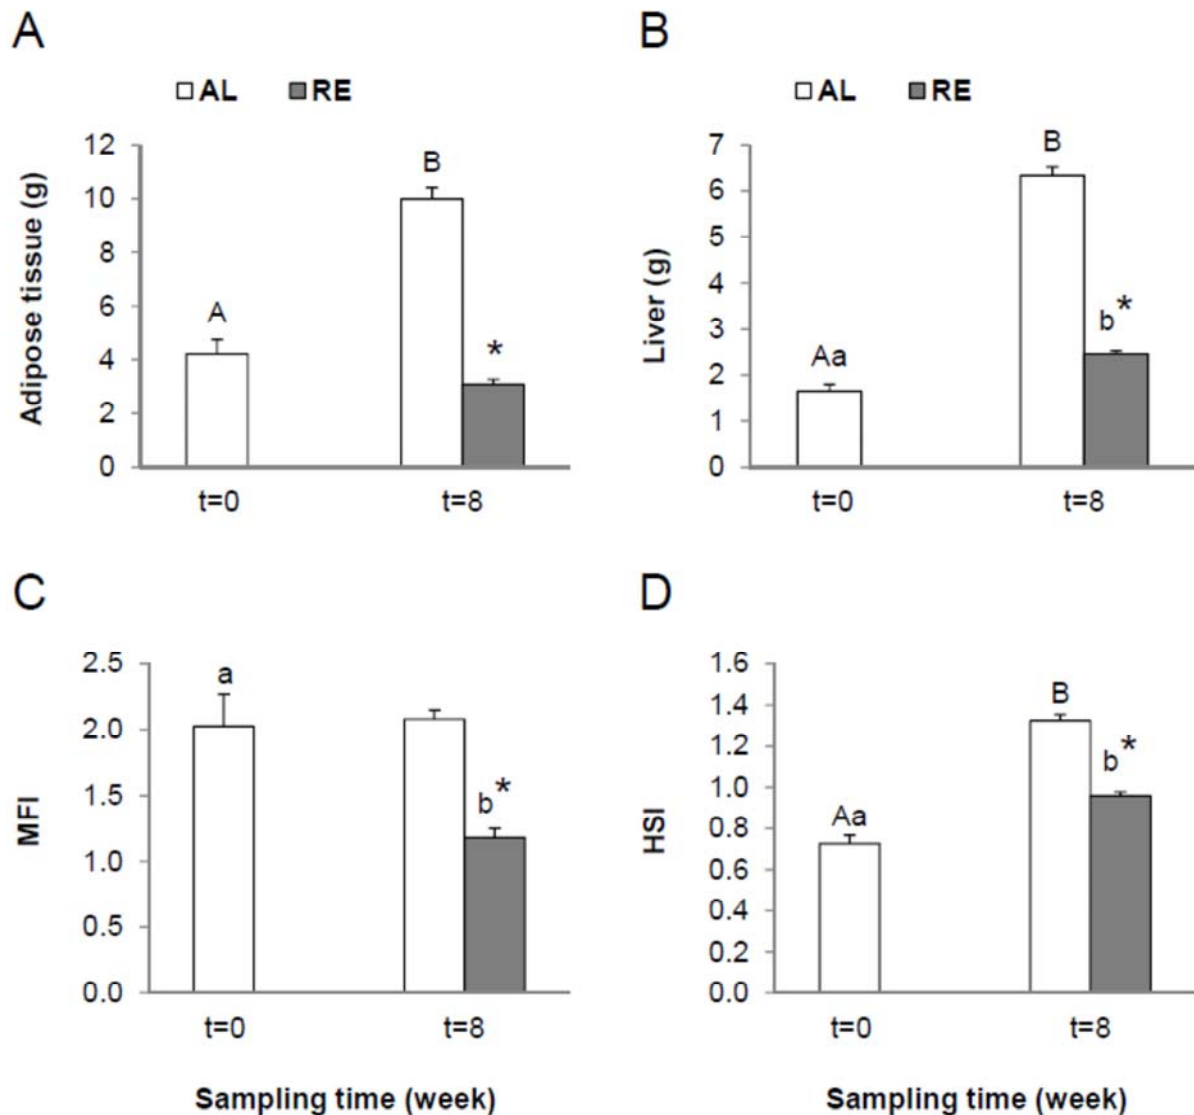 A
AL RE
Adipose tissue (g)
12
10
8
6
4
2
0
A
B
*
t=0 t=8
B
AL RE
Liver (g)
7
6
5
4
3
2
1
0
Aa
B
b*
t=0 t=8
C
MFI
2.5
2.0
1.5
1.0
0.5
0.0
a
b*
t=0 t=8
Sampling time (week)
D
HSI
1.6
1.4
1.2
1.0
0.8
0.6
0.4
0.2
0.0
Aa
B
b*
t=0 t=8
Sampling time (week)